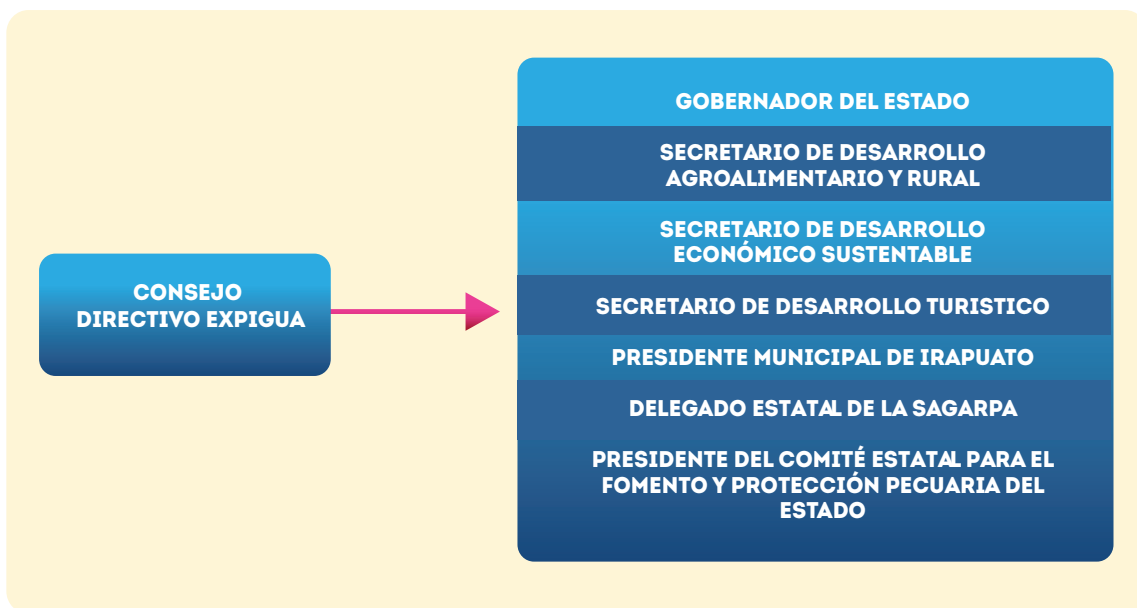 CONSEJO
DIRECTIVO EXPIGUA
GOBERNADOR DEL ESTADO
SECRETARIO DE DESARROLLO
AGROALIMENTARIO Y RURAL
SECRETARIO DE DESARROLLO
ECONÓMICO SUSTENTABLE
SECRETARIO DE DESARROLLO TURISTICO
PRESIDENTE MUNICIPAL DE IRAPUATO
DELEGADO ESTATAL DE LA SAGARPA
PRESIDENTE DEL COMITÉ ESTATAL PARA EL
FOMENTO Y PROTECCIÓN PECUARIA DEL
ESTADO